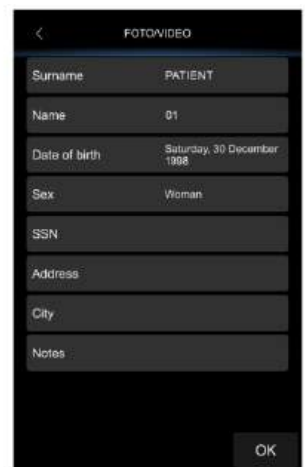 FOTO/VIDEO
Surname PATIENT
Name 01
Date of birth Saturday, 30 December
1998
Sex Woman
SSN
Address
City
Notes
OK